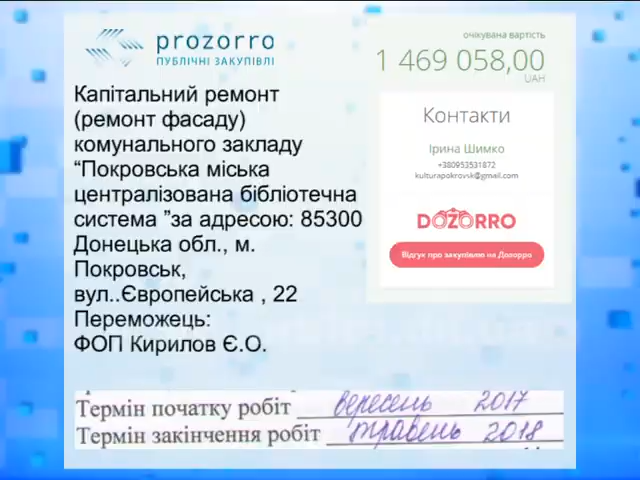 prozorro
ПУБЛІЧНІ ЗАКУПІВЛІ
Капітальний ремонт
(ремонт фасаду)
комунального закладу
“Покровська міська
централізована бібліотечна
система ”за адресою: 85300
Донецька обл., м.
Покровськ,
вул..Європейська , 22
Переможець:
ФОП Кирилов Є.О.
очікувана вартість
1 469 058,00
UAH
Контакти
Ірина Шимко
+380953531872
kulturapokrovsk@gmail.com
DOZORRO
Відгук про закупівлю на Дозорро
Термін початку робіт вересень 2017
Термін закінчення робіт травень 2018